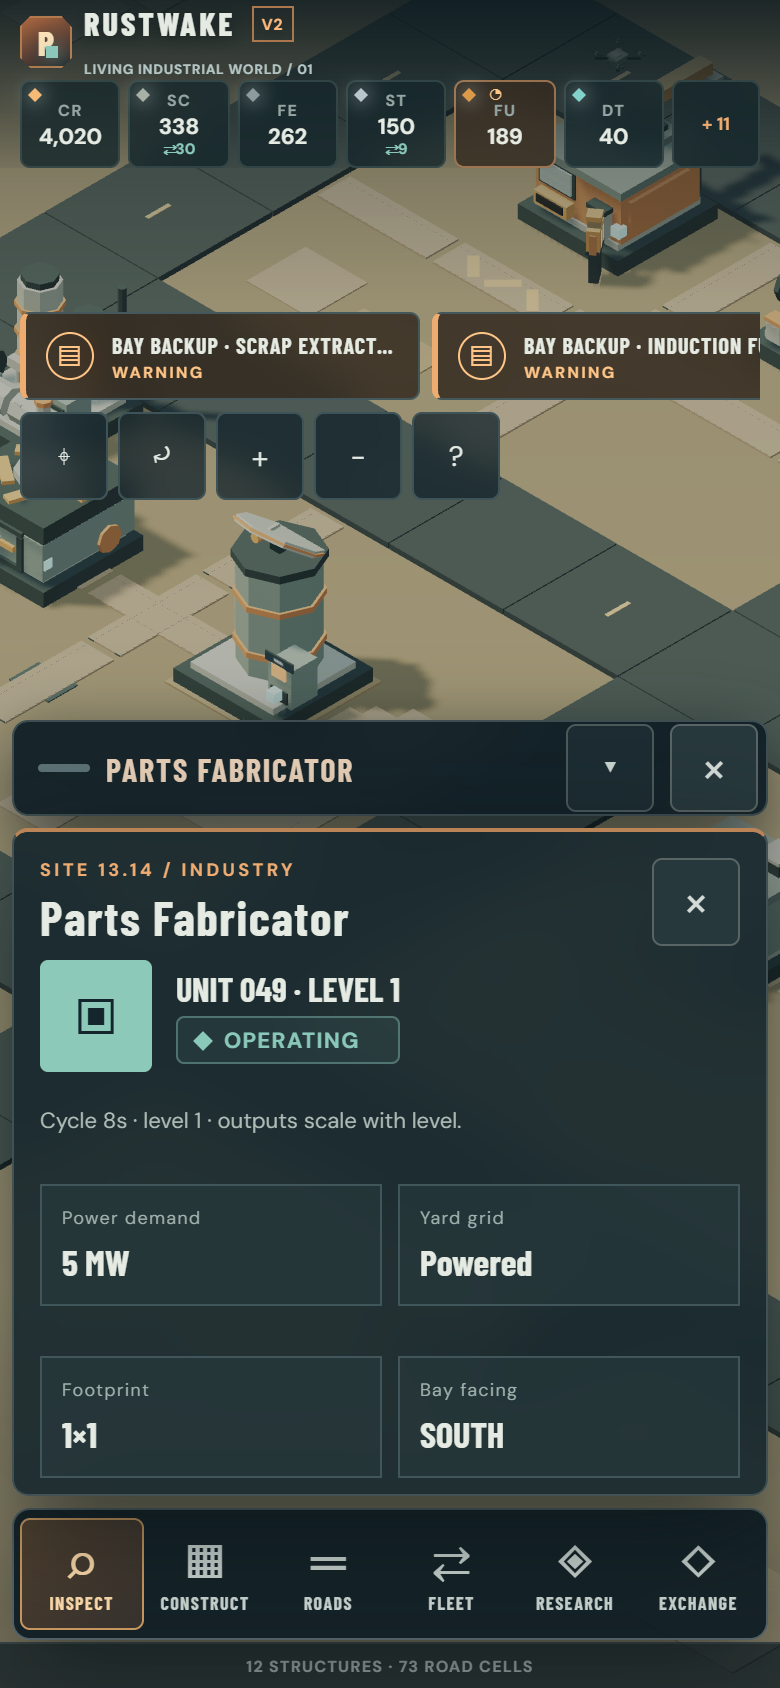 RUSTWAKE V2
LIVING INDUSTRIAL WORLD / 01
CR
4,020
SC
338
⇄30
FE
262
ST
150
⇄9
FU
189
DT
40
+ 11
BAY BACKUP · SCRAP EXTRACT...
WARNING
BAY BACKUP · INDUCTION F
WARNING
+
-
?
PARTS FABRICATOR
▼
×
SITE 13.14 / INDUSTRY
Parts Fabricator
×
UNIT 049 · LEVEL 1
◆ OPERATING
Cycle 8s · level 1 · outputs scale with level.
Power demand
5 MW
Yard grid
Powered
Footprint
1×1
Bay facing
SOUTH
INSPECT
CONSTRUCT
ROADS
FLEET
RESEARCH
EXCHANGE
12 STRUCTURES · 73 ROAD CELLS